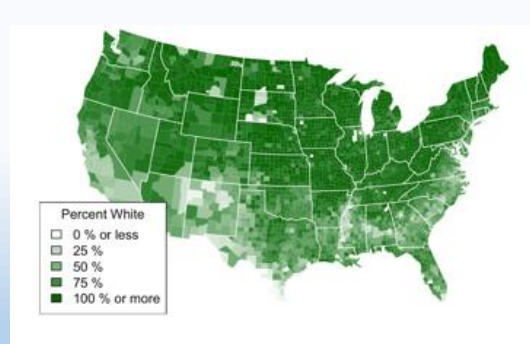 Percent White
0 % or less
25 %
50 %
75 %
100 % or more